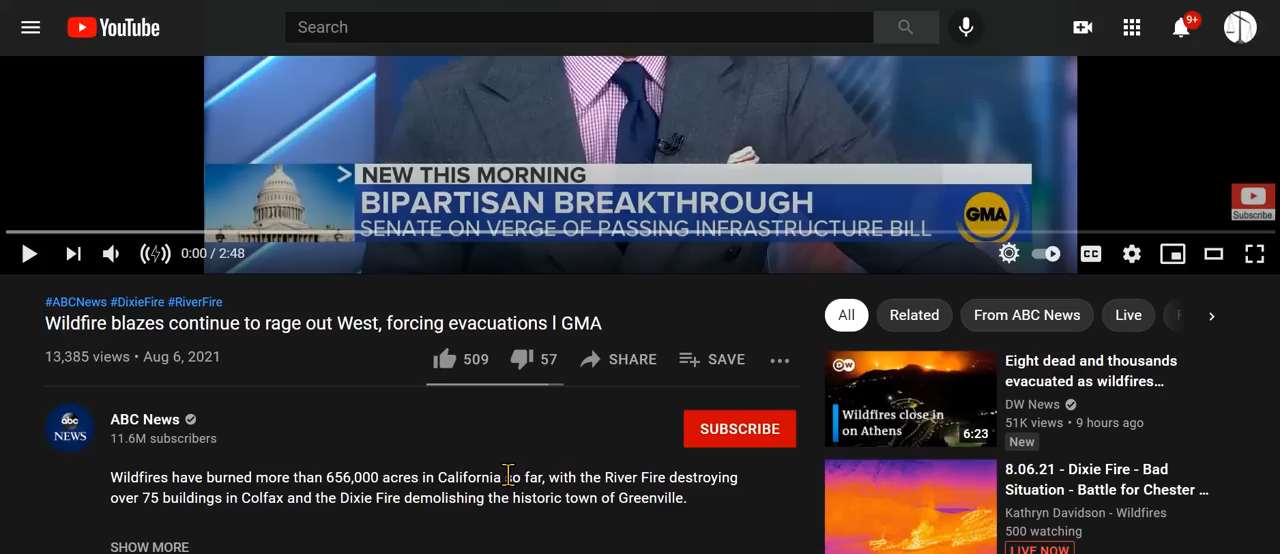 YouTube
Search
9+
NEW THIS MORNING
BIPARTISAN BREAKTHROUGH
SENATE ON VERGE OF PASSING INFRASTRUCTURE BILL
GMA
Subscribe
0:00 / 2:48
CC
#ABCNews #DixieFire #RiverFire
Wildfire blazes continue to rage out West, forcing evacuations l GMA
13,385 views • Aug 6, 2021
509
57
SHARE
SAVE
abc
NEWS
ABC News
11.6M subscribers
SUBSCRIBE
Wildfires have burned more than 656,000 acres in California so far, with the River Fire destroying
over 75 buildings in Colfax and the Dixie Fire demolishing the historic town of Greenville.
SHOW MORE
All
Related
From ABC News
Live
DW
Wildfires close in
on Athens
6:23
Eight dead and thousands
evacuated as wildfires…
DW News
51K views • 9 hours ago
New
8.06.21 - Dixie Fire - Bad
Situation - Battle for Chester ...
Kathryn Davidson - Wildfires
500 watching
LIVE NOW